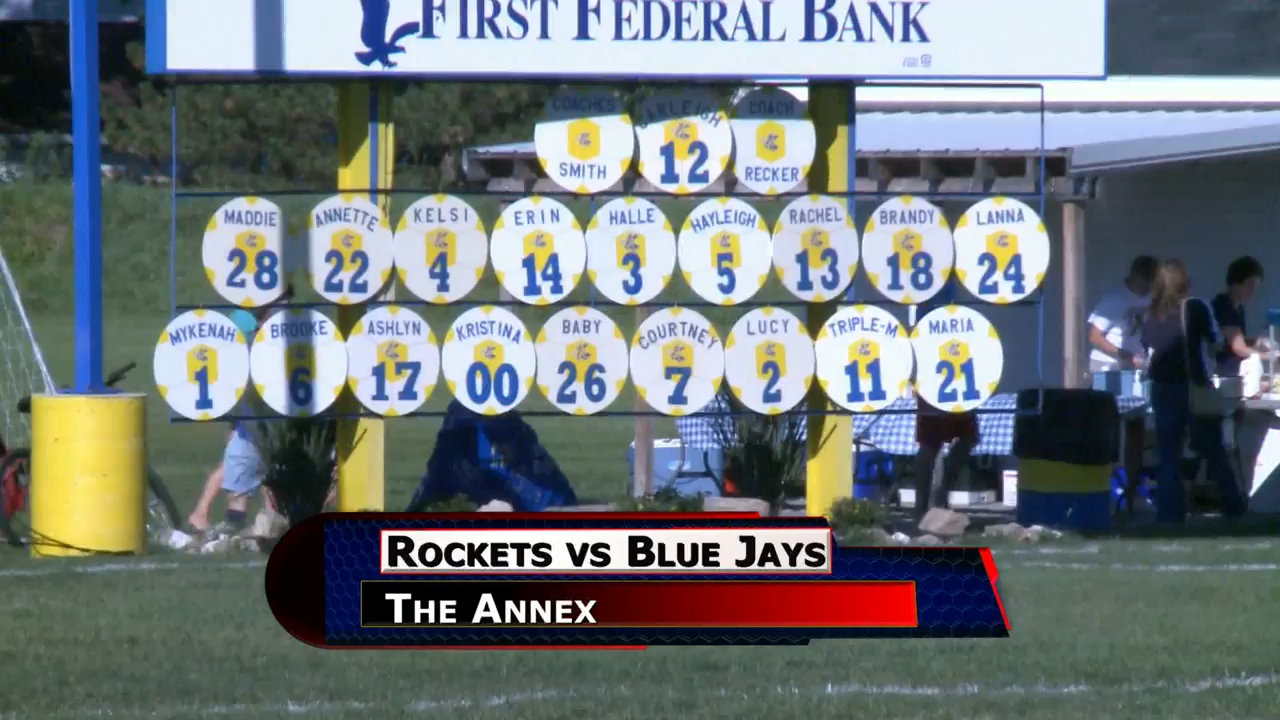 FIRST FEDERAL BANK
COACHES
SMITH
12
COACH
RECKER
MADDIE
28
ANNETTE
22
KELSI
4
ERIN
14
HALLE
3
HAYLEIGH
5
RACHEL
13
BRANDY
18
LANNA
24
MYKENAH
1
BROOKE
6
ASHLYN
17
KRISTINA
00
BABY
26
COURTNEY
7
LUCY
2
TRIPLE-M
11
MARIA
21
ROCKETS VS BLUE JAYS
THE ANNEX